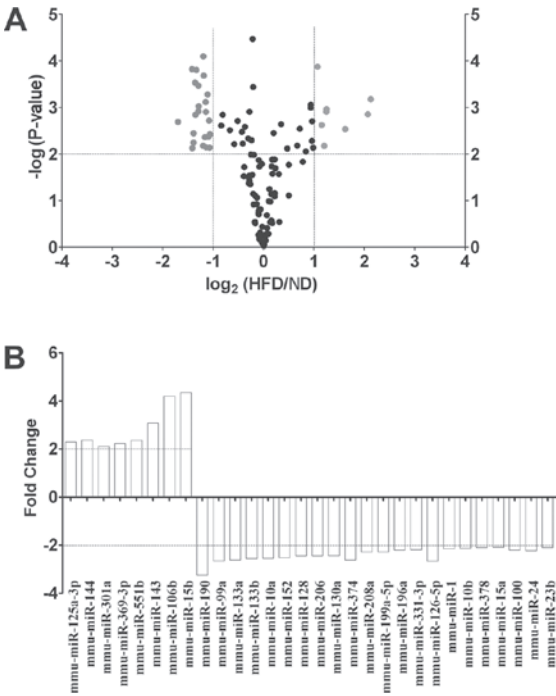 A
5
5
4
4
3
3
2
2
1
1
0
0
-4
-3
-2
-1
0
1
2
3
4
-log (P-value)
log2 (HFD/ND)
B
6
4
2
0
-2
-4
Fold Change
mmu-miR-125a-3p
mmu-miR-144
mmu-miR-301a
mmu-miR-369-3p
mmu-miR-551b
mmu-miR-143
mmu-miR-106b
mmu-miR-15b
mmu-miR-190
mmu-miR-99a
mmu-miR-133a
mmu-miR-133b
mmu-miR-10a
mmu-miR-152
mmu-miR-128
mmu-miR-206
mmu-miR-130a
mmu-miR-374
mmu-miR-208a
mmu-miR-199a-5p
mmu-miR-196a
mmu-miR-331-3p
mmu-miR-126-5p
mmu-miR-1
mmu-miR-10b
mmu-miR-378
mmu-miR-15a
mmu-miR-100
mmu-miR-24
mmu-miR-23b